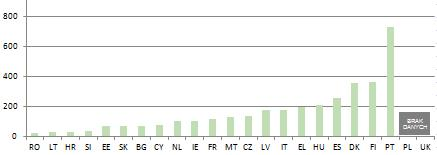 800
600
400
200
0
BRAK
DANYCH
RO LT HR SI EE SK BG CY NL IE FR MT CZ LV IT EL HU ES DK FI PT PL UK